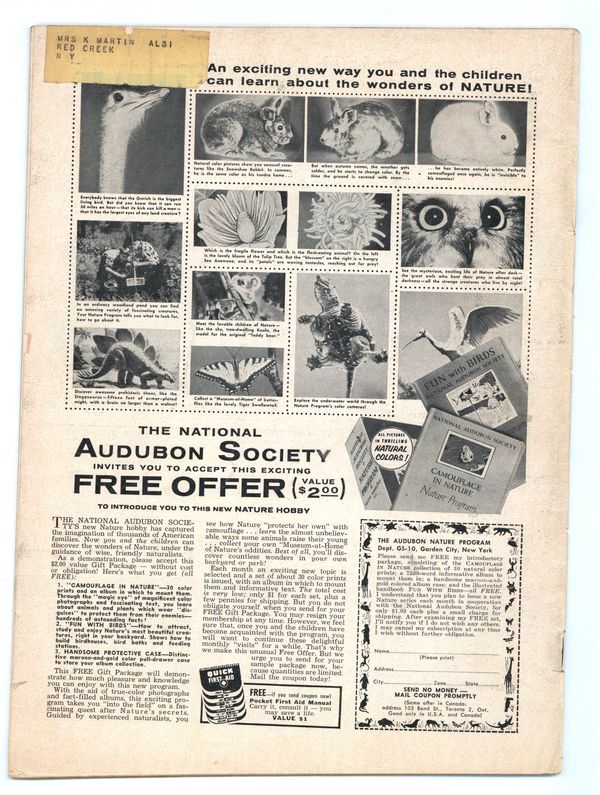 MRS K MARTIN AL31
RED CREEK
N Y
An exciting new way you and the children
can learn about the wonders of NATURE!
Natural color pictures show you unusual crea-
tures like the Snowshoe Rabbit. In summer,
he is the same color as his tundra home . .
But when autumn comes, the weather gets
colder, and he starts to change color. By the
time the ground is covered with snow . . .
. . . he has become entirely white. Perfectly
camouflaged once again, he is "invisible" to
his enemies!
Everybody knows that the Ostrich is the biggest
living bird. But did you know that it can run
50 miles an hour—that its kick can kill a man—
that it has the largest eyes of any land creature?
Which is the fragile flower and which is the flesh-eating animal? On the left
is the lovely bloom of the Tulip Tree. But the "blossom" on the right is a hungry
Sea Anemone, and its "petals" are waving tentacles, reaching out for prey!
See the mysterious, exciting life of Nature after dark—
the great owls that hunt their prey in almost total
darkness—all the strange creatures who live by night!
In an ordinary woodland pond you can find
an amazing variety of fascinating creatures.
Your Nature Program tells you what to look for,
how to go about it.
Meet the lovable children of Nature—
like the shy, tree-dwelling Koala, the
model for the original "Teddy bear."
Discover awesome prehistoric titans, like the
Stegosaurus—fifteen feet of armor-plated
might, with a brain no larger than a walnut!
Collect a "Museum-at-Home" of butter-
flies like the lovely Tiger Swallowtail.
Explore the underwater world through the
Nature Program's color cameras!
FUN with BIRDS
NATIONAL AUDUBON SOCIETY
NATIONAL AUDUBON SOCIETY
CAMOUFLAGE
IN NATURE
Nature Program
ALL PICTURES
IN THRILLING
NATURAL
COLORS!
THE NATIONAL
AUDUBON SOCIETY
INVITES YOU TO ACCEPT THIS EXCITING
FREE OFFER (VALUE $2.00)
TO INTRODUCE YOU TO THIS NEW NATURE HOBBY
THE NATIONAL AUDUBON SOCIE-
TY'S new Nature hobby has captured
the imagination of thousands of American
families. Now you and the children can
discover the wonders of Nature, under the
guidance of wise, friendly naturalists.
As a demonstration, please accept this
$2.00 value Gift Package — without cost
or obligation! Here's what you get (all
FREE):
1. "CAMOUFLAGE IN NATURE"—30 color
prints and an album in which to mount them.
Through the "magic eye" of magnificent color
photographs and fascinating text, you learn
about animals and plants which wear "dis-
guises" to protect them from their enemies—
hundreds of astounding facts!
2. "FUN WITH BIRDS"—How to attract,
study and enjoy Nature's most beautiful crea-
tures, right in your backyard. Shows how to
build birdhouses, bird baths and feeding
stations.
3. HANDSOME PROTECTIVE CASE—Distinc-
tive maroon-and-gold color pull-drawer case
to store your album collection.
This FREE Gift Package will demon-
strate how much pleasure and knowledge
you can enjoy with this new program.
With the aid of true-color photographs
and fact-filled albums, this exciting pro-
gram takes you "into the field" on a fas-
cinating quest after Nature's secrets.
Guided by experienced naturalists, you
see how Nature "protects her own" with
camouflage . . . learn the almost unbeliev-
able ways some animals raise their young
. . . collect your own "Museum-at-Home"
of Nature's oddities. Best of all, you'll dis-
cover countless wonders in your own
backyard or park!
Each month an exciting new topic is
selected and a set of about 30 color prints
is issued, with an album in which to mount
them and informative text. The total cost
is very low; only $1 for each set, plus a
few pennies for shipping. But you do not
obligate yourself when you send for your
FREE Gift Package. You may resign your
membership at any time. However, we feel
sure that, once you and the children have
become acquainted with the program, you
will want to continue these delightful
monthly "visits" for a while. That's why
we make this unusual Free Offer. But we
urge you to send for your
sample package now, be-
cause quantities are limited.
Mail the coupon today!
QUICK
FIRST AID
FREE—if you send coupon now!
Pocket First Aid Manual
Carry it, consult it — you
may save a life.
VALUE $1
THE AUDUBON NATURE PROGRAM
Dept. GS-10, Garden City, New York
Please send me FREE my introductory
package, consisting of the CAMOUFLAGE
IN NATURE collection of 30 natural color
prints; a 7500-word informative album to
mount them in; a handsome maroon-and-
gold colored album case; and the illustrated
handbook FUN WITH BIRDS—all FREE.
I understand that you plan to issue a new
Nature series each month in cooperation
with the National Audubon Society, for
only $1.00 each plus a small charge for
shipping. After examining my FREE set,
I'll notify you if I do not wish any others.
I may cancel my subscription at any time
I wish without further obligation.
Name
(Please print)
Address
City Zone State
SEND NO MONEY —
MAIL COUPON PROMPTLY
(Same offer in Canada:
address 105 Bond St., Toronto 2, Ont.
Good only in U.S.A. and Canada)